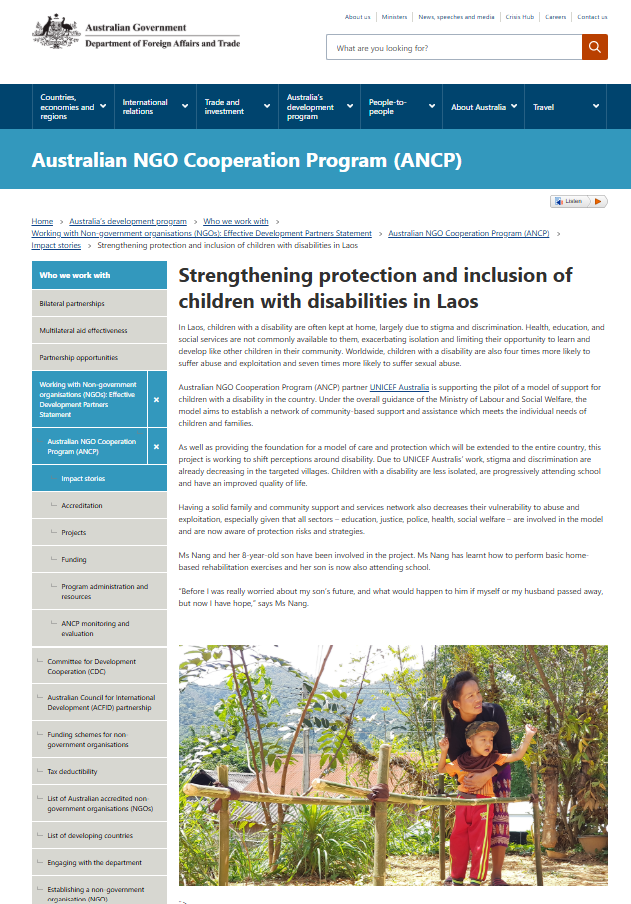 Australian Government
Department of Foreign Affairs and Trade
About us
Ministers
News, speeches and media
Crisis Hub
Careers
Contact us
What are you looking for?
Countries,
economies and
regions
International
relations
Trade and
investment
Australia's
development
program
People-to-
people
About Australia
Travel
Australian NGO Cooperation Program (ANCP)
Listen
Home > Australia's development program > Who we work with >
Working with Non-government organisations (NGOs): Effective Development Partners Statement > Australian NGO Cooperation Program (ANCP) >
Impact stories > Strengthening protection and inclusion of children with disabilities in Laos
Who we work with
Bilateral partnerships
Multilateral aid effectiveness
Partnership opportunities
Working with Non-government
organisations (NGOs): Effective
Development Partners
Statement
Australian NGO Cooperation
Program (ANCP)
Impact stories
Accreditation
Projects
Funding
Program administration and
resources
ANCP monitoring and
evaluation
Committee for Development
Cooperation (CDC)
Australian Council for International
Development (ACFID) partnership
Funding schemes for non-
government organisations
Tax deductibility
List of Australian accredited non-
government organisations (NGOs)
List of developing countries
Engaging with the department
Establishing a non-government
organisation (NGO)
Strengthening protection and inclusion of
children with disabilities in Laos
In Laos, children with a disability are often kept at home, largely due to stigma and discrimination. Health, education, and
social services are not commonly available to them, exacerbating isolation and limiting their opportunity to learn and
develop like other children in their community. Worldwide, children with a disability are also four times more likely to
suffer abuse and exploitation and seven times more likely to suffer sexual abuse.
Australian NGO Cooperation Program (ANCP) partner UNICEF Australia is supporting the pilot of a model of support for
children with a disability in the country. Under the overall guidance of the Ministry of Labour and Social Welfare, the
model aims to establish a network of community-based support and assistance which meets the individual needs of
children and families.
As well as providing the foundation for a model of care and protection which will be extended to the entire country, this
project is working to shift perceptions around disability. Due to UNICEF Australis' work, stigma and discrimination are
already decreasing in the targeted villages. Children with a disability are less isolated, are progressively attending school
and have an improved quality of life.
Having a solid family and community support and services network also decreases their vulnerability to abuse and
exploitation, especially given that all sectors – education, justice, police, health, social welfare – are involved in the model
and are now aware of protection risks and strategies.
Ms Nang and her 8-year-old son have been involved in the project. Ms Nang has learnt how to perform basic home-
based rehabilitation exercises and her son is now also attending school.
"Before I was really worried about my son's future, and what would happen to him if myself or my husband passed away,
but now I have hope," says Ms Nang.